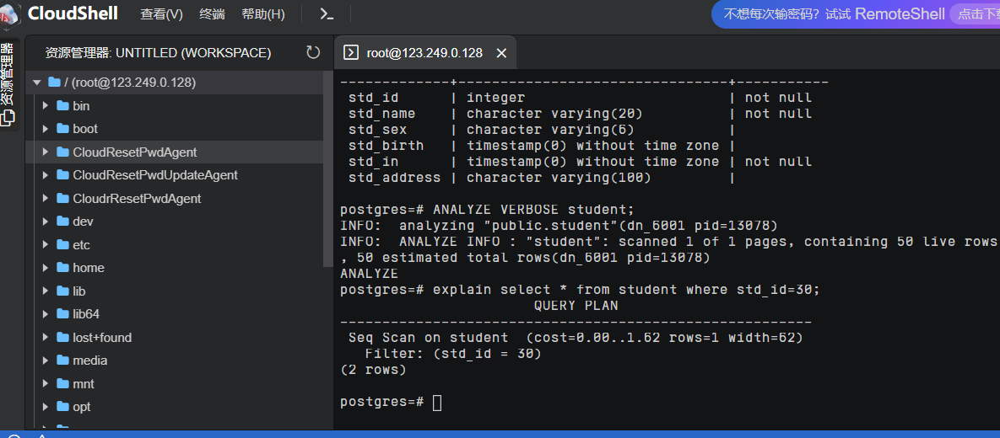 CloudShell 查看(V) 终端 帮助(H) >_ 不想每次输密码？试试 RemoteShell 点击下载
资源管理器
资源管理器: UNTITLED (WORKSPACE)
/ (root@123.249.0.128)
bin
boot
CloudResetPwdAgent
CloudResetPwdUpdateAgent
CloudrResetPwdAgent
dev
etc
home
lib
lib64
lost+found
media
mnt
opt
root@123.249.0.128
-------------+--------------------------------+-----------
std_id | integer | not null
std_name | character varying(20) | not null
std_sex | character varying(6) |
std_birth | timestamp(0) without time zone |
std_in | timestamp(0) without time zone | not null
std_address | character varying(100) |
postgres=# ANALYZE VERBOSE student;
INFO:  analyzing "public.student"(dn_6001 pid=13078)
INFO:  ANALYZE INFO : "student": scanned 1 of 1 pages, containing 50 live rows
, 50 estimated total rows(dn_6001 pid=13078)
ANALYZE
postgres=# explain select * from student where std_id=30;
QUERY PLAN
--------------------------------------------------------
Seq Scan on student  (cost=0.00..1.62 rows=1 width=62)
Filter: (std_id = 30)
(2 rows)
postgres=#